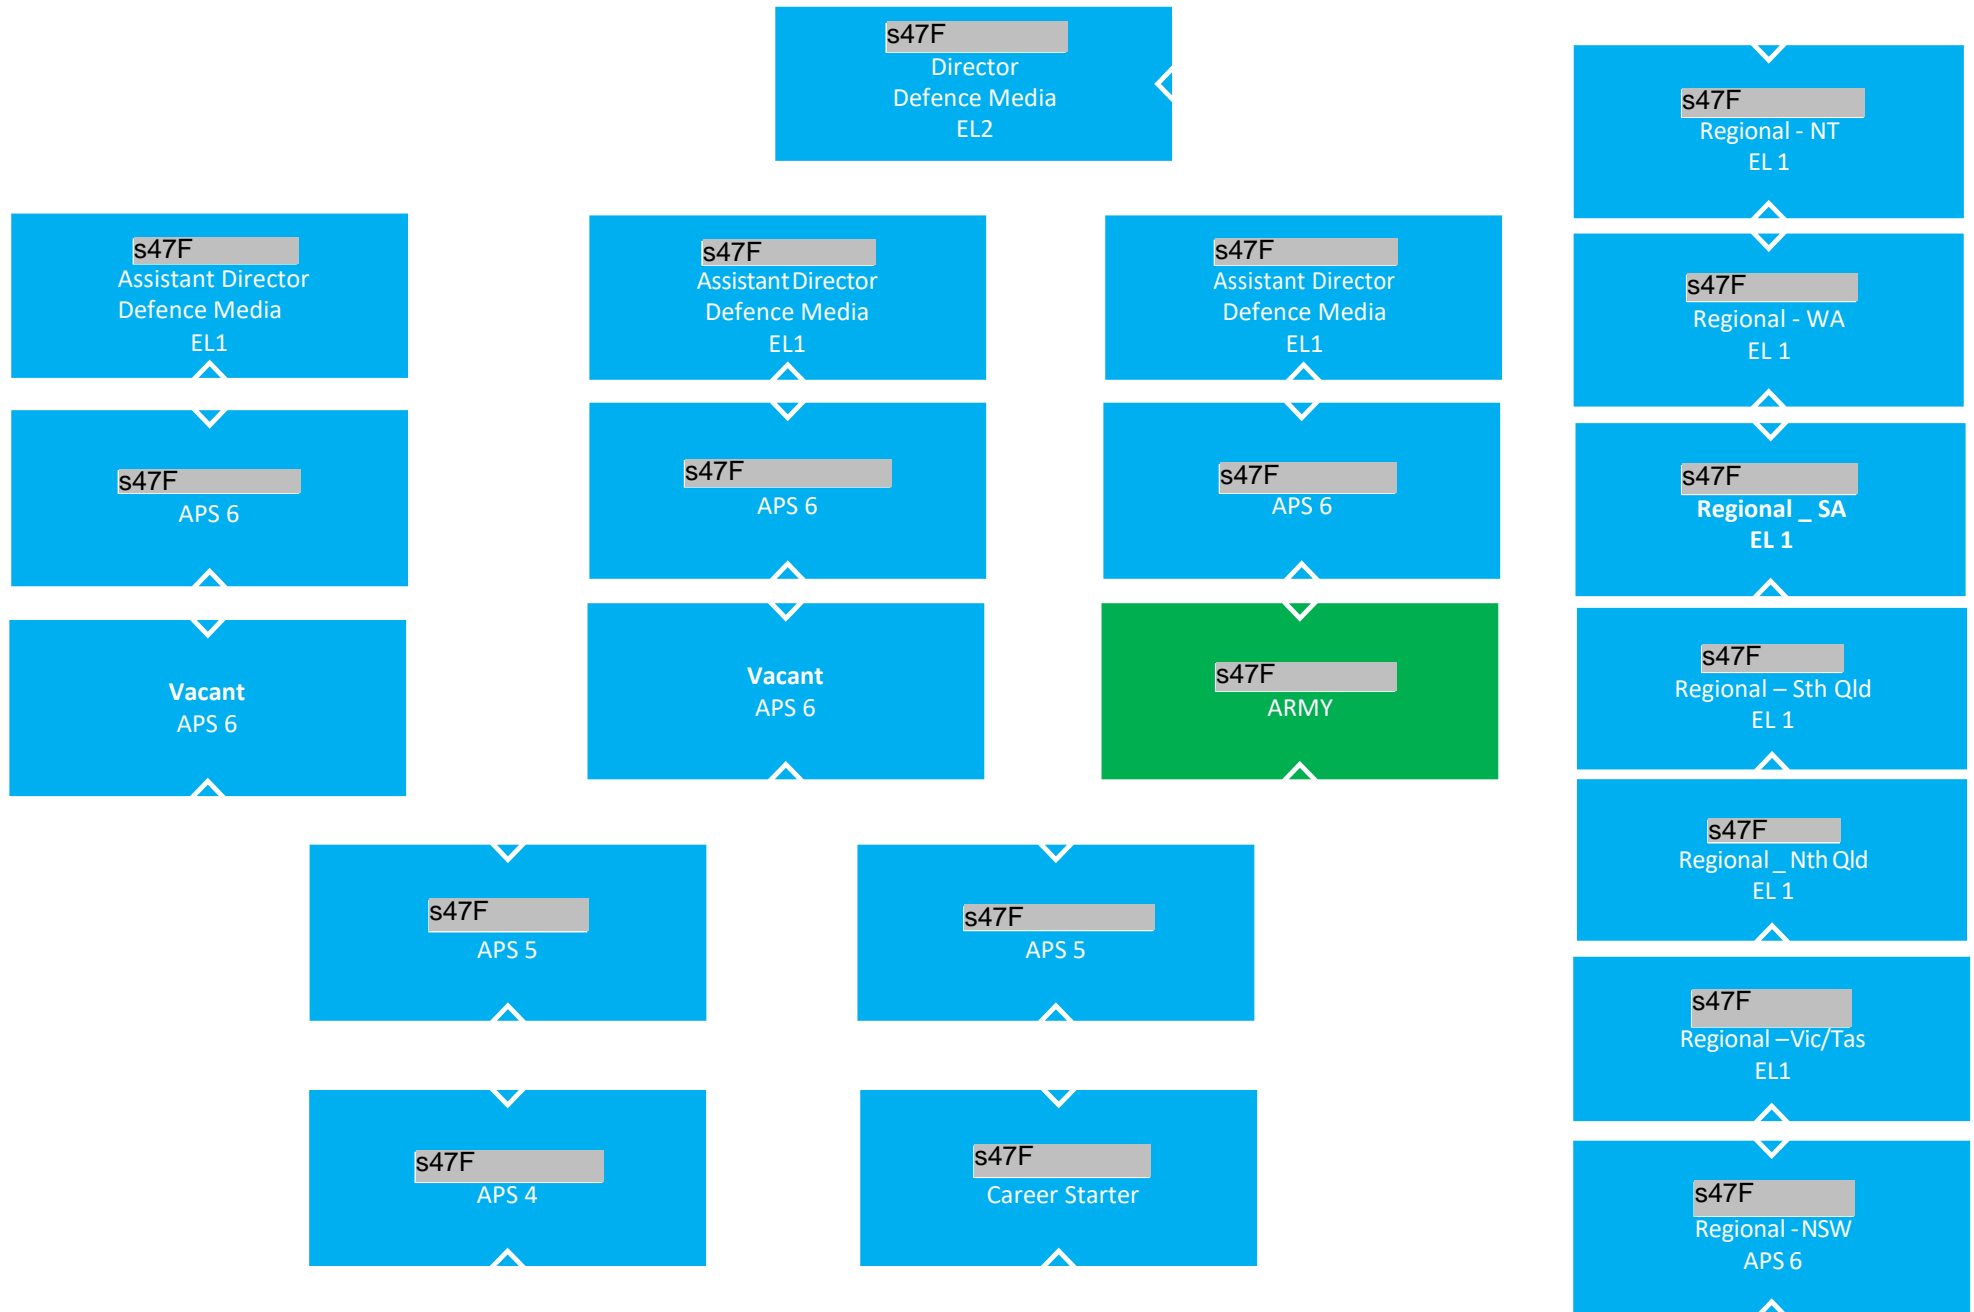 s47F
Director
Defence Media
EL2
s47F
Assistant Director
Defence Media
EL1
s47F
Assistant Director
Defence Media
EL1
s47F
Assistant Director
Defence Media
EL1
s47F
APS 6
s47F
APS 6
s47F
APS 6
Vacant
APS 6
Vacant
APS 6
s47F
ARMY
s47F
APS 5
s47F
APS 5
s47F
APS 4
s47F
Career Starter
s47F
Regional - NT
EL 1
s47F
Regional - WA
EL 1
s47F
Regional _ SA
EL 1
s47F
Regional – Sth Qld
EL 1
s47F
Regional _ Nth Qld
EL 1
s47F
Regional –Vic/Tas
EL1
s47F
Regional -NSW
APS 6